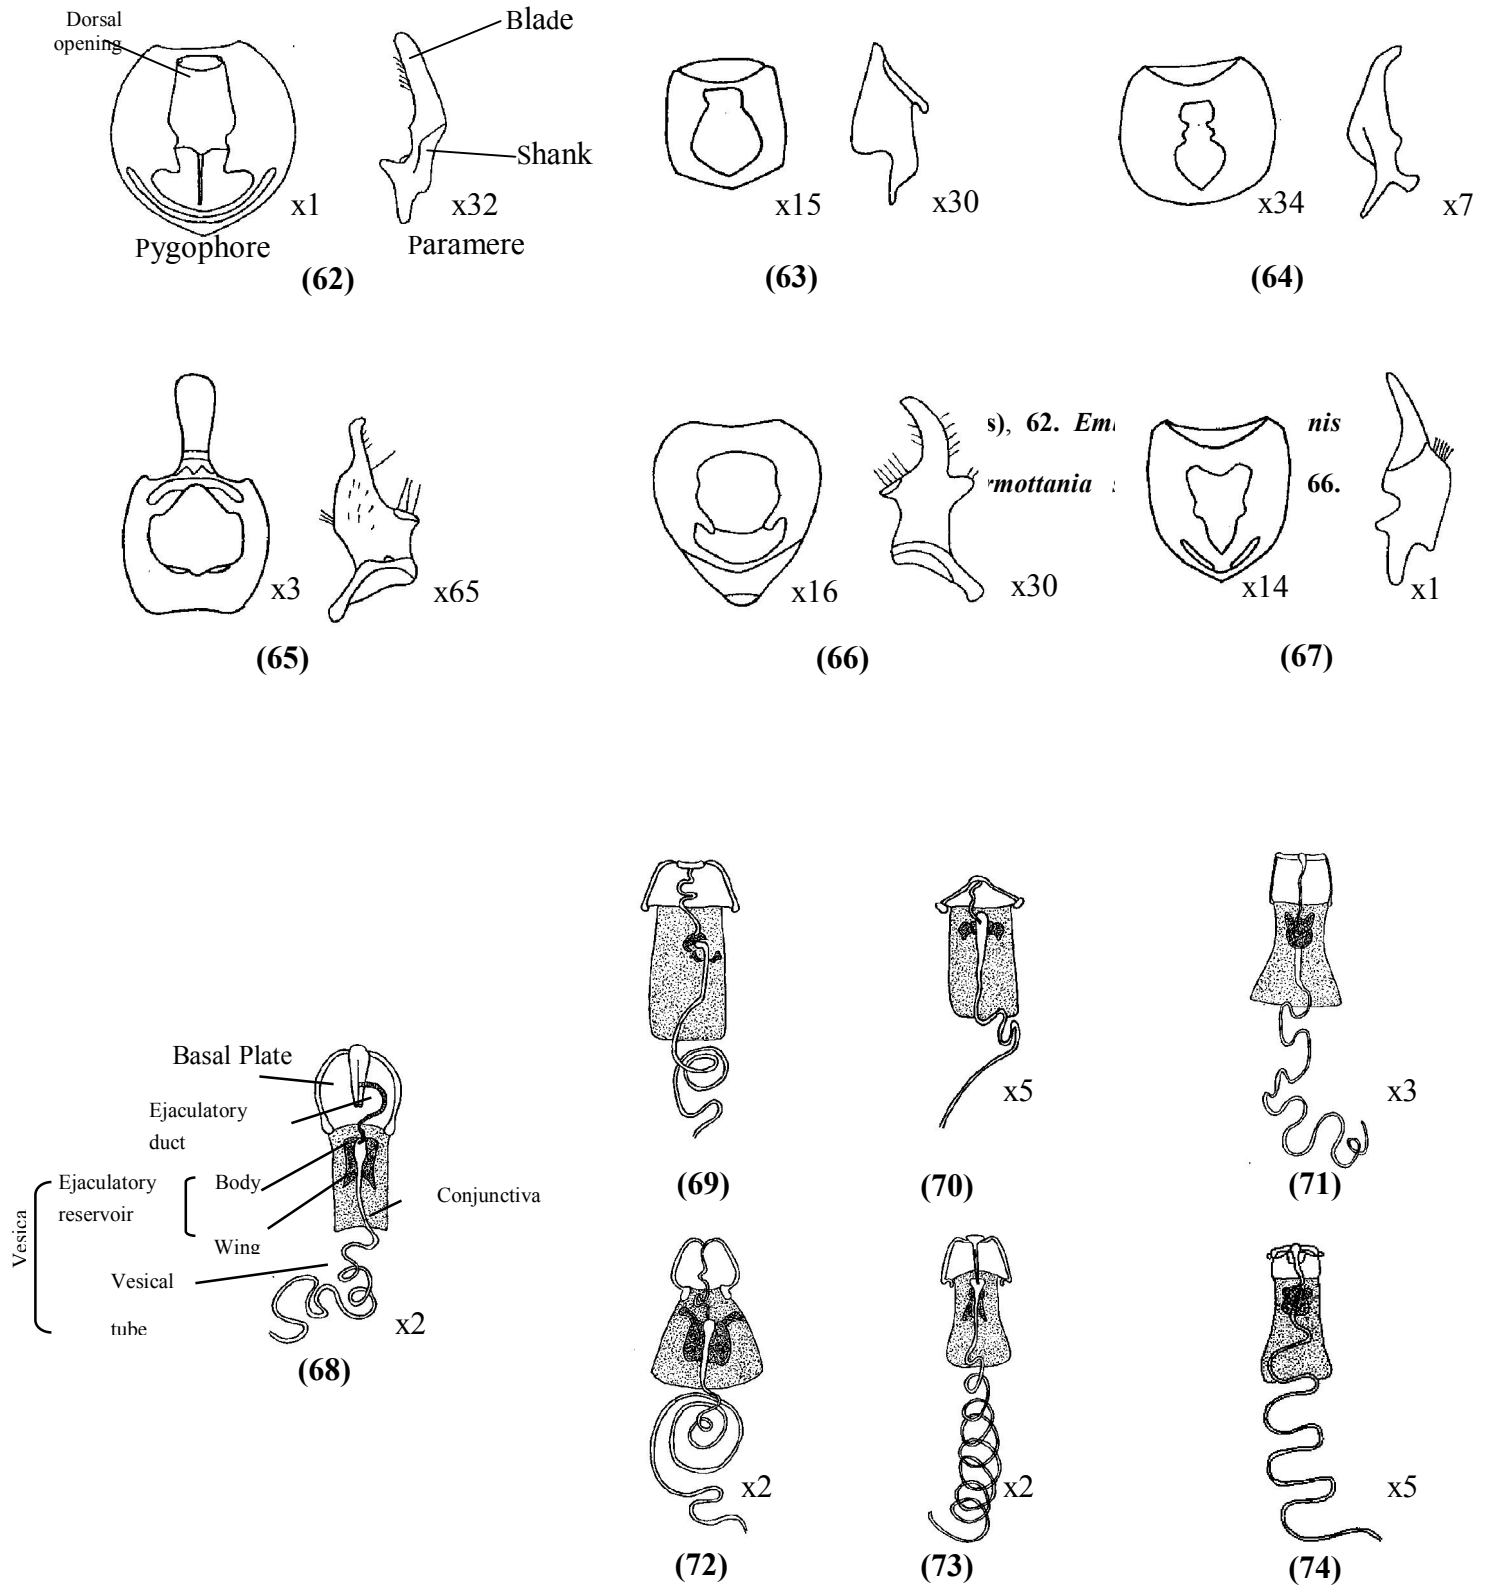 Dorsal
opening
Blade
Shank
x1
x32
Pygophore
Paramere
(62)
x15
x30
(63)
x34
x7
(64)
x3
x65
(65)
x16
x30
(66)
s), 62. Em
nis
rmottania
66.
x14
x1
(67)
Basal Plate
Ejaculatory
duct
Ejaculatory
reservoir
Body
Wing
Conjunctiva
Vesica
Vesical
tube
x2
(68)
(69)
x5
(70)
x3
(71)
x2
(72)
x2
(73)
x5
(74)